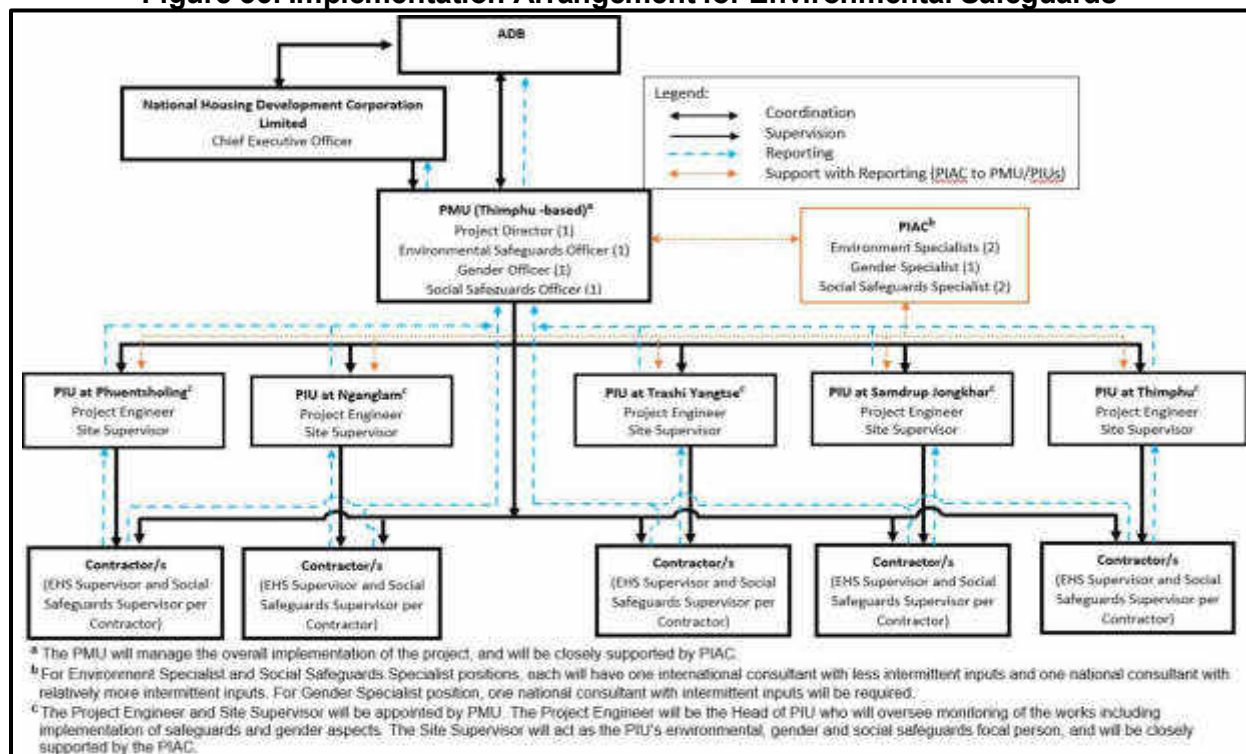 Figure 36: Implementation Arrangement for Environmental Safeguards
ADB
National Housing Development Corporation
Limited
Chief Executive Officer
Legend:
Coordination
Supervision
Reporting
Support with Reporting (PIAC to PMU/PIUs)
PMU (Thimphu -based)a
Project Director (1)
Environmental Safeguards Officer (1)
Gender Officer (1)
Social Safeguards Officer (1)
PIACb
Environment Specialists (2)
Gender Specialist (1)
Social Safeguards Specialist (2)
PIU at Phuentsholingc
Project Engineer
Site Supervisor
PIU at Nganglamc
Project Engineer
Site Supervisor
PIU at Trashi Yangtsec
Project Engineer
Site Supervisor
PIU at Samdrup Jongkharc
Project Engineer
Site Supervisor
PIU at Thimphuc
Project Engineer
Site Supervisor
Contractor/s
(EHS Supervisor and Social
Safeguards Supervisor per
Contractor)
Contractor/s
(EHS Supervisor and Social
Safeguards Supervisor per
Contractor)
Contractor/s
(EHS Supervisor and Social
Safeguards Supervisor per
Contractor)
Contractor/s
(EHS Supervisor and Social
Safeguards Supervisor per
Contractor)
Contractor/s
(EHS Supervisor and Social
Safeguards Supervisor per
Contractor)
a The PMU will manage the overall implementation of the project, and will be closely supported by PIAC.
b For Environment Specialist and Social Safeguards Specialist positions, each will have one international consultant with less intermittent inputs and one national consultant with
relatively more intermittent inputs. For Gender Specialist position, one national consultant with intermittent inputs will be required.
c The Project Engineer and Site Supervisor will be appointed by PMU. The Project Engineer will be the Head of PIU who will oversee monitoring of the works including
implementation of safeguards and gender aspects. The Site Supervisor will act as the PIU's environmental, gender and social safeguards focal person, and will be closely
supported by the PIAC.